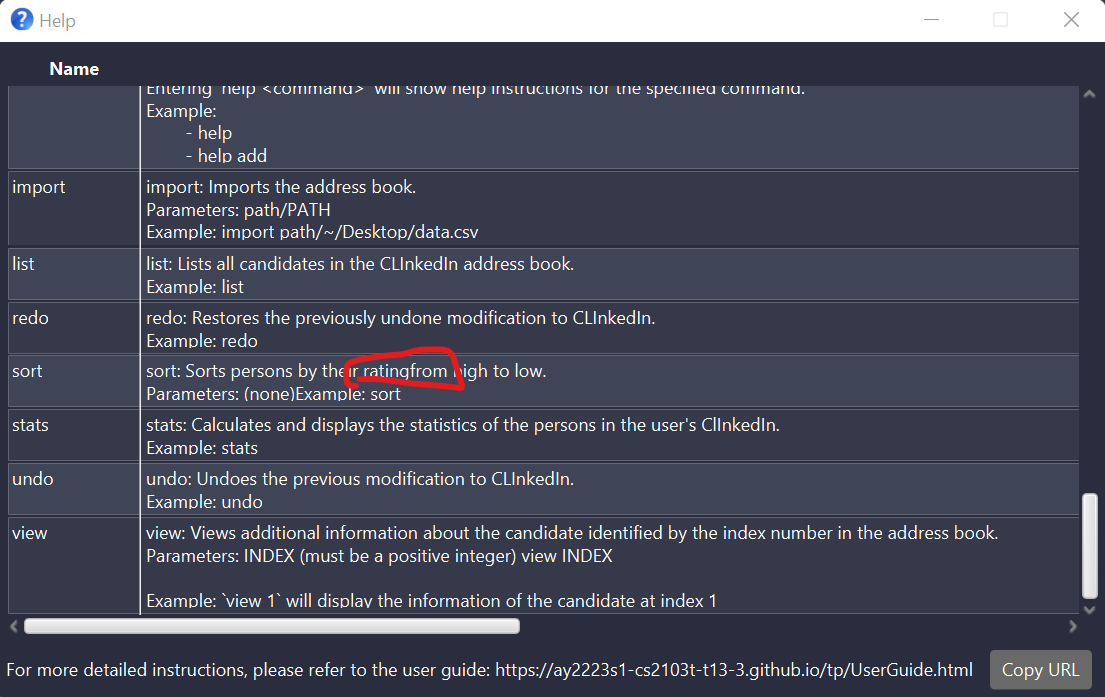 Help
Name
Entering `help <command>` will show help instructions for the specified command.
Example:
- help
- help add
import
import: Imports the address book.
Parameters: path/PATH
Example: import path/~/Desktop/data.csv
list
list: Lists all candidates in the CLInkedIn address book.
Example: list
redo
redo: Restores the previously undone modification to CLInkedIn.
Example: redo
sort
sort: Sorts persons by their ratingfrom high to low.
Parameters: (none)Example: sort
stats
stats: Calculates and displays the statistics of the persons in the user's ClInkedIn.
Example: stats
undo
undo: Undoes the previous modification to CLInkedIn.
Example: undo
view
view: Views additional information about the candidate identified by the index number in the address book.
Parameters: INDEX (must be a positive integer) view INDEX
Example: `view 1` will display the information of the candidate at index 1
For more detailed instructions, please refer to the user guide: https://ay2223s1-cs2103t-t13-3.github.io/tp/UserGuide.html
Copy URL